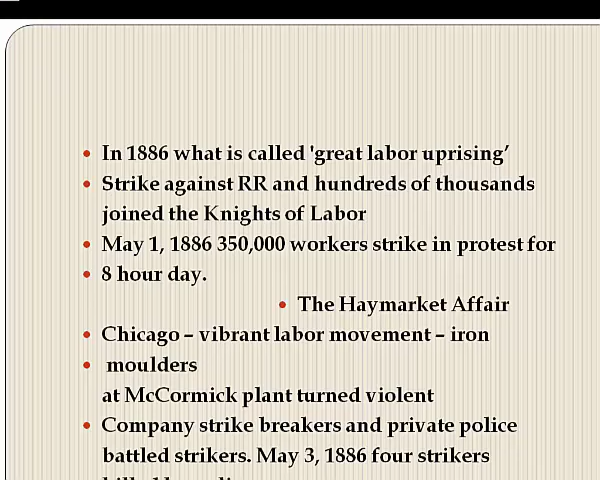 • In 1886 what is called 'great labor uprising’
• Strike against RR and hundreds of thousands
joined the Knights of Labor
• May 1, 1886 350,000 workers strike in protest for
• 8 hour day.
• The Haymarket Affair
• Chicago – vibrant labor movement – iron
• moulders
at McCormick plant turned violent
• Company strike breakers and private police
battled strikers. May 3, 1886 four strikers